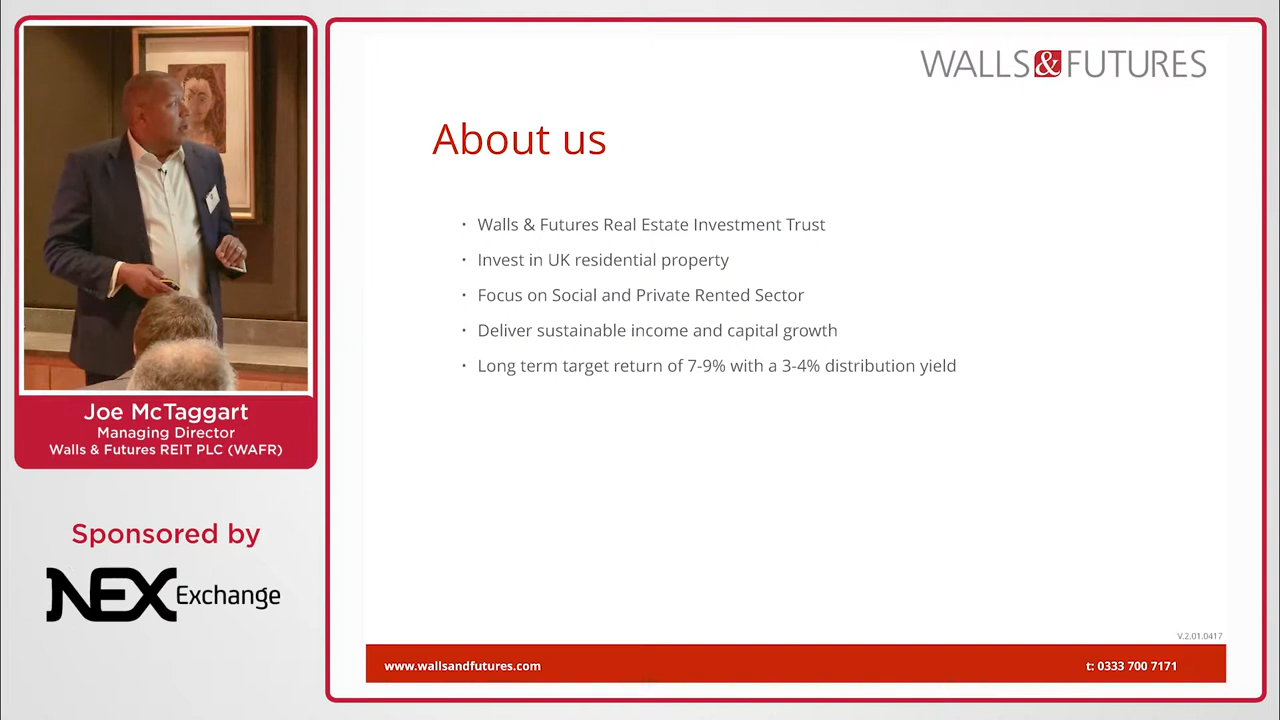 WALLS&FUTURES
About us
· Walls & Futures Real Estate Investment Trust
· Invest in UK residential property
· Focus on Social and Private Rented Sector
· Deliver sustainable income and capital growth
· Long term target return of 7-9% with a 3-4% distribution yield
Joe McTaggart
Managing Director
Walls & Futures REIT PLC (WAFR)
Sponsored by
NEX Exchange
V.2.01.0417
www.wallsandfutures.com
t: 0333 700 7171